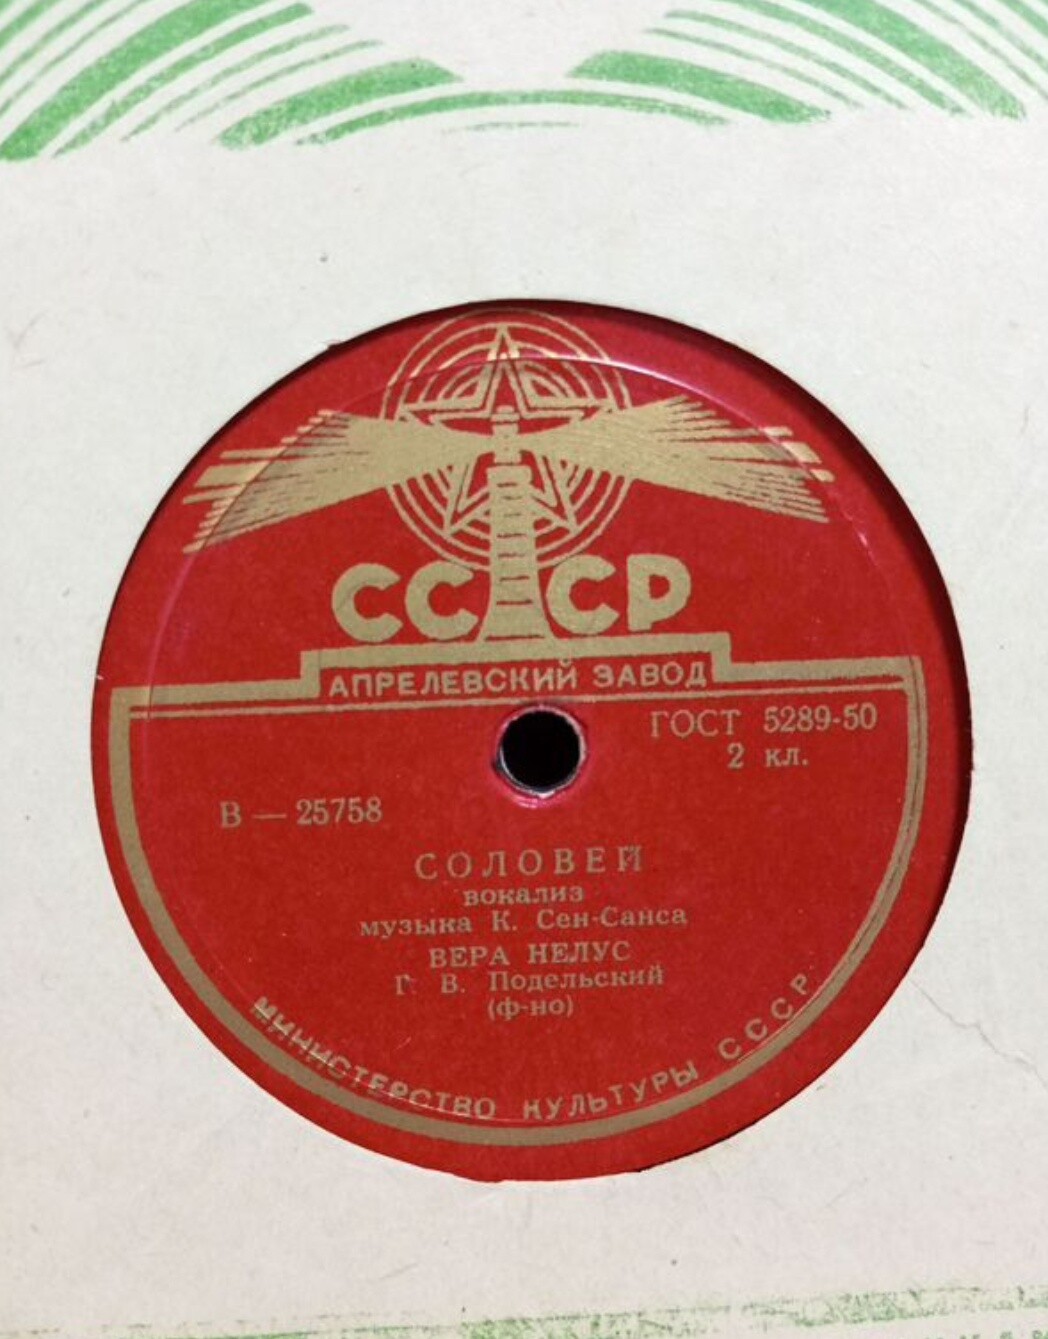 СССР
АПРЕЛЕВСКИЙ ЗАВОД
ГОСТ 5289-50
2 кл.
В — 25758
СОЛОВЕЙ
вокализ
музыка К. Сен-Санса
ВЕРА НЕЛУС
Г. В. Подельский
(ф-но)
МИНИСТЕРСТВО КУЛЬТУРЫ СССР